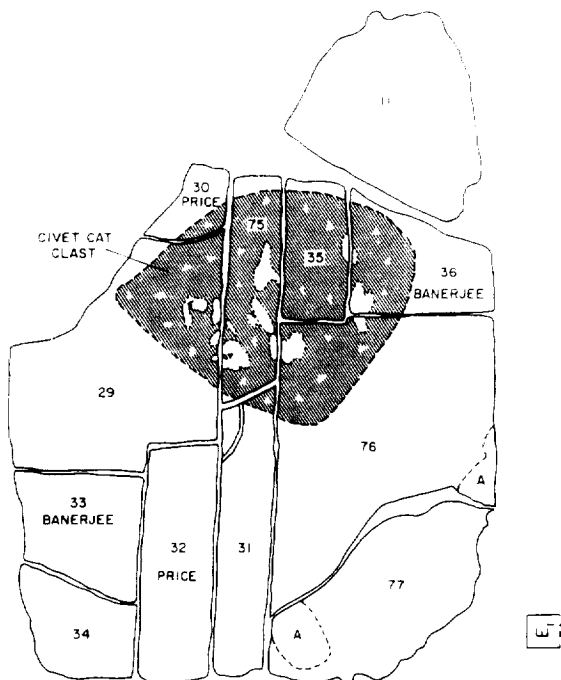 30
PRICE
75
CIVET CAT
CLAST
35
36
BANERJEE
29
76
A
33
BANERJEE
32
PRICE
31
77
34
A